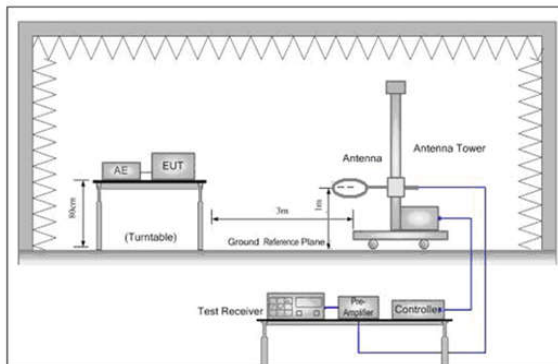 AE
EUT
80cm
(Turntable)
3m
1m
Antenna
Antenna Tower
Ground Reference Plane
Test Receiver
Pre-
Amplifier
Controller